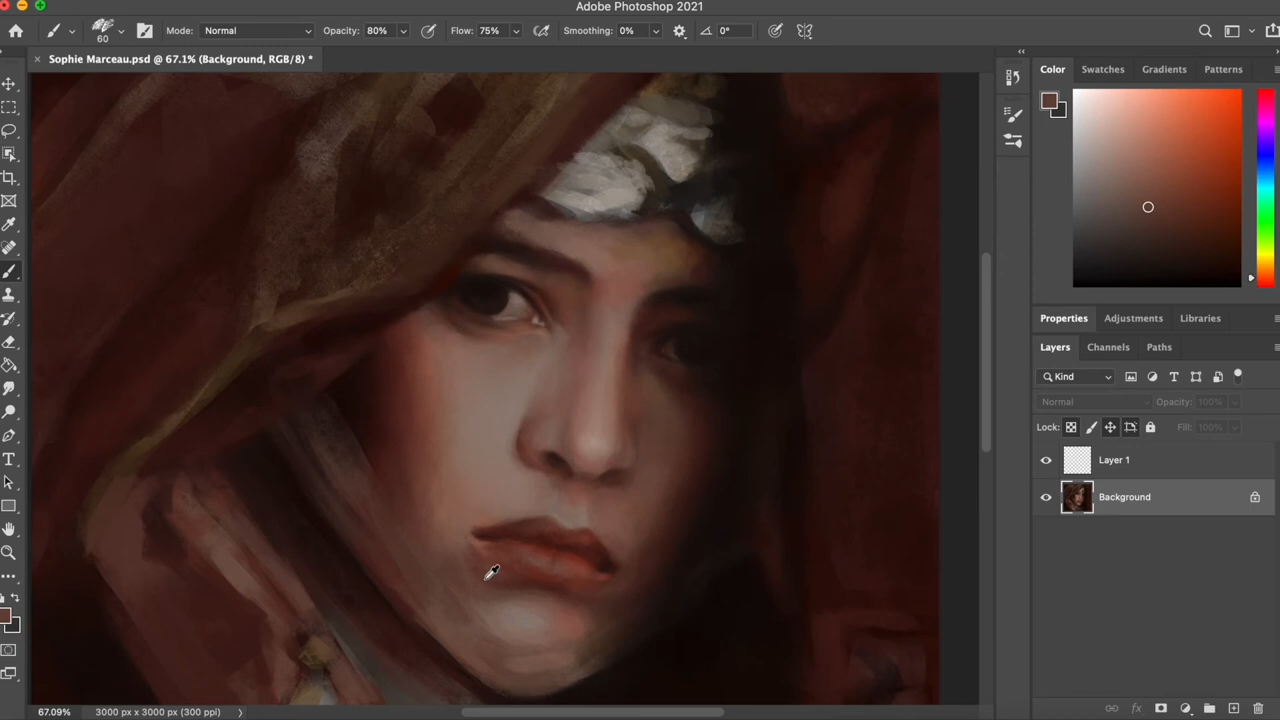 Adobe Photoshop 2021
60
Mode: Normal Opacity: 80% Flow: 75% Smoothing: 0% 0°
× Sophie Marceau.psd @ 67.1% (Background, RGB/8) *
Color Swatches Gradients Patterns
Properties Adjustments Libraries
Layers Channels Paths
Kind
Normal Opacity: 100%
Lock: Fill: 100%
Layer 1
Background
67.09% 3000 px x 3000 px (300 ppi)